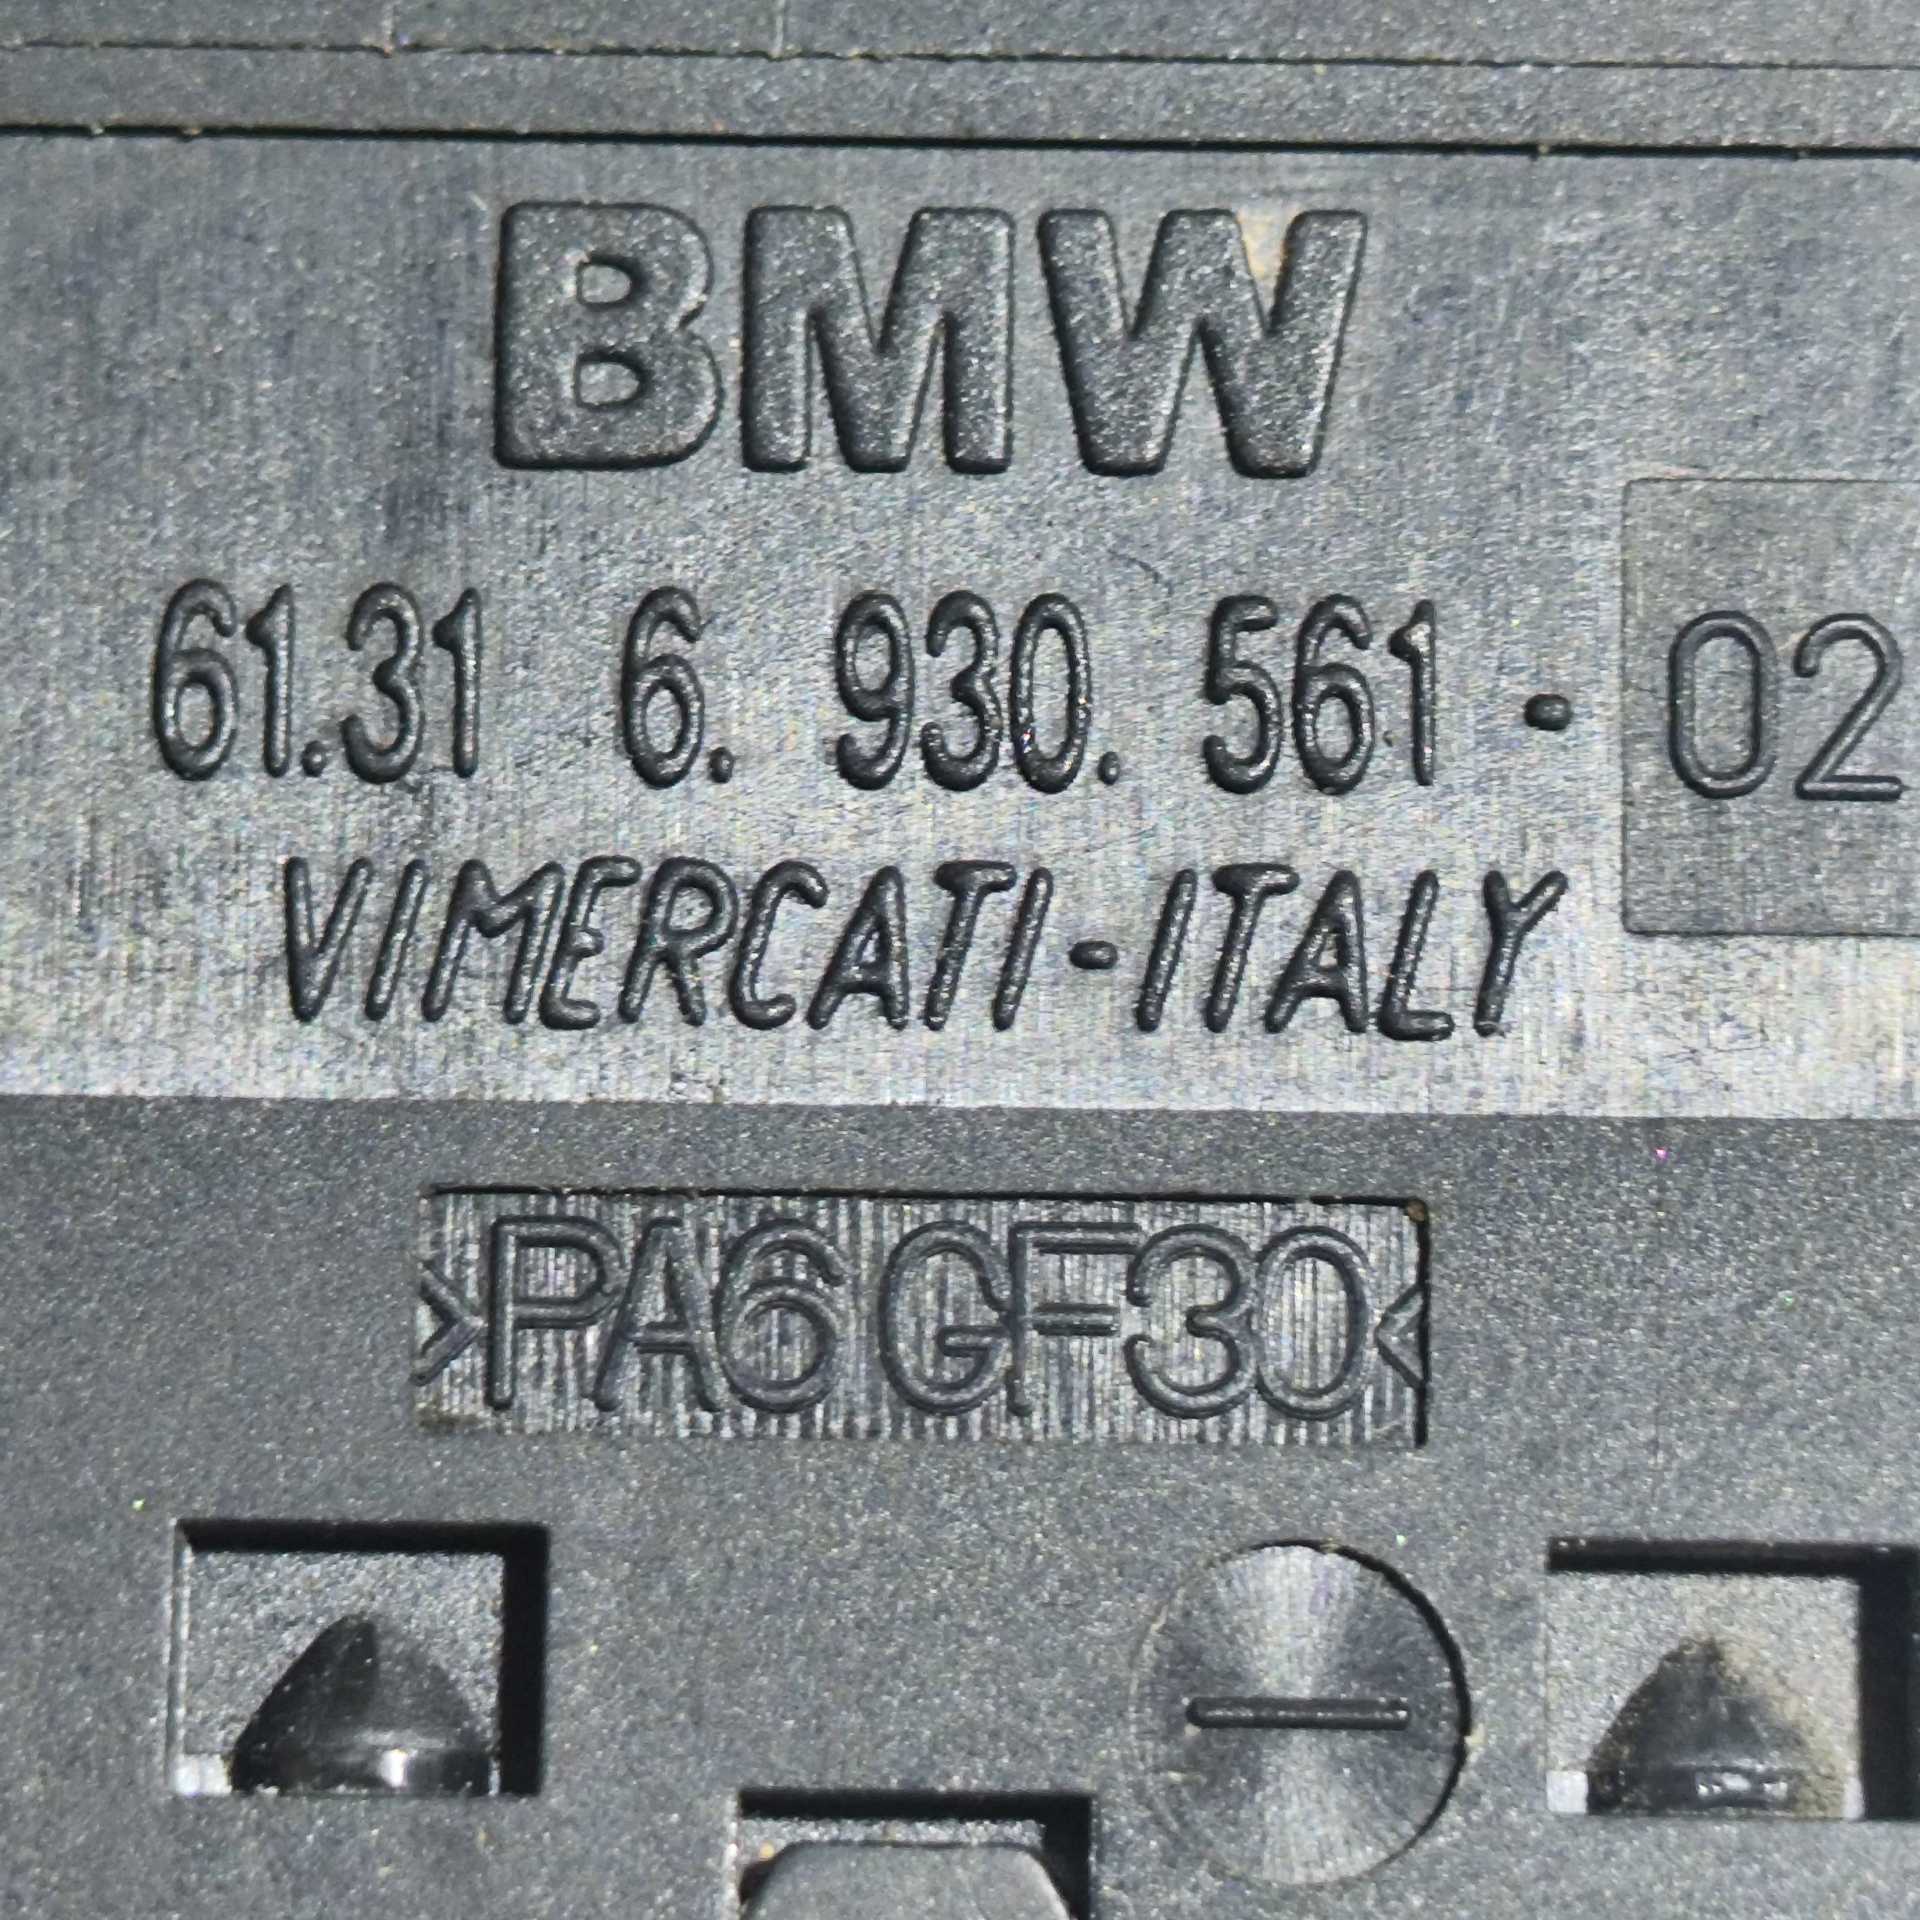 BMW
61.31 6. 930. 561 - 02
VIMERCATI-ITALY
>PA6 GF30<